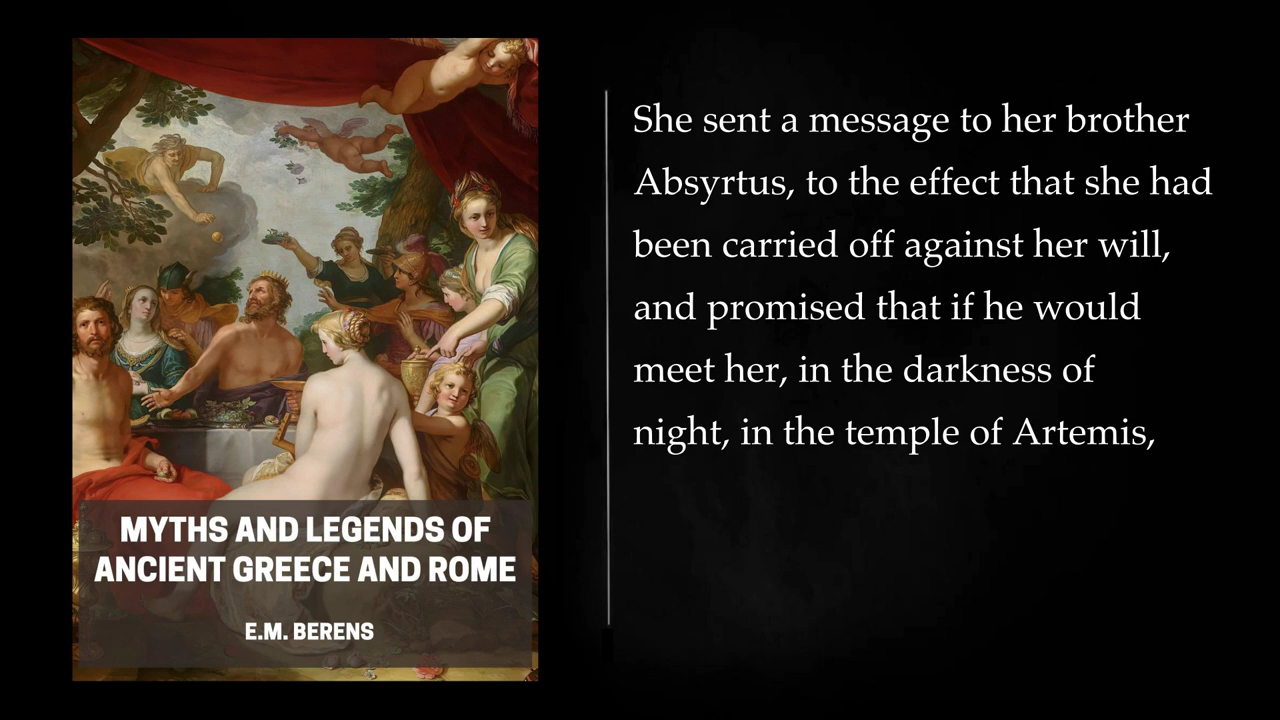 MYTHS AND LEGENDS OF
ANCIENT GREECE AND ROME
E.M. BERENS
She sent a message to her brother
Absyrtus, to the effect that she had
been carried off against her will,
and promised that if he would
meet her, in the darkness of
night, in the temple of Artemis,